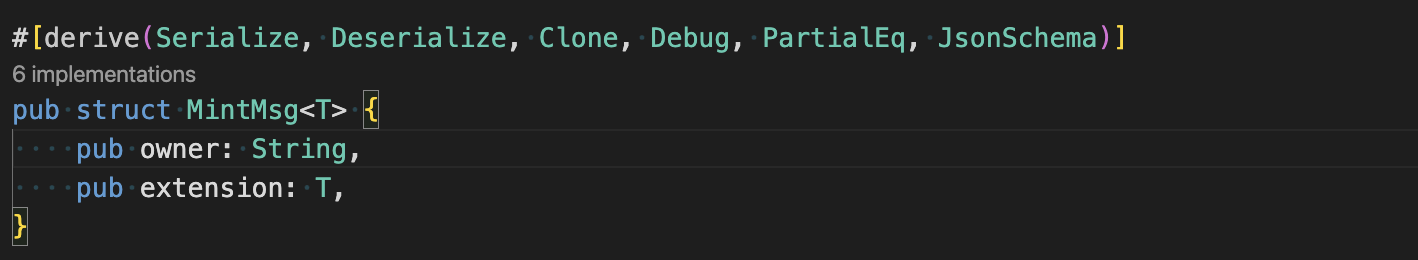 #[derive(Serialize, Deserialize, Clone, Debug, PartialEq, JsonSchema)]
6 implementations
pub struct MintMsg<T> {
    pub owner: String,
    pub extension: T,
}